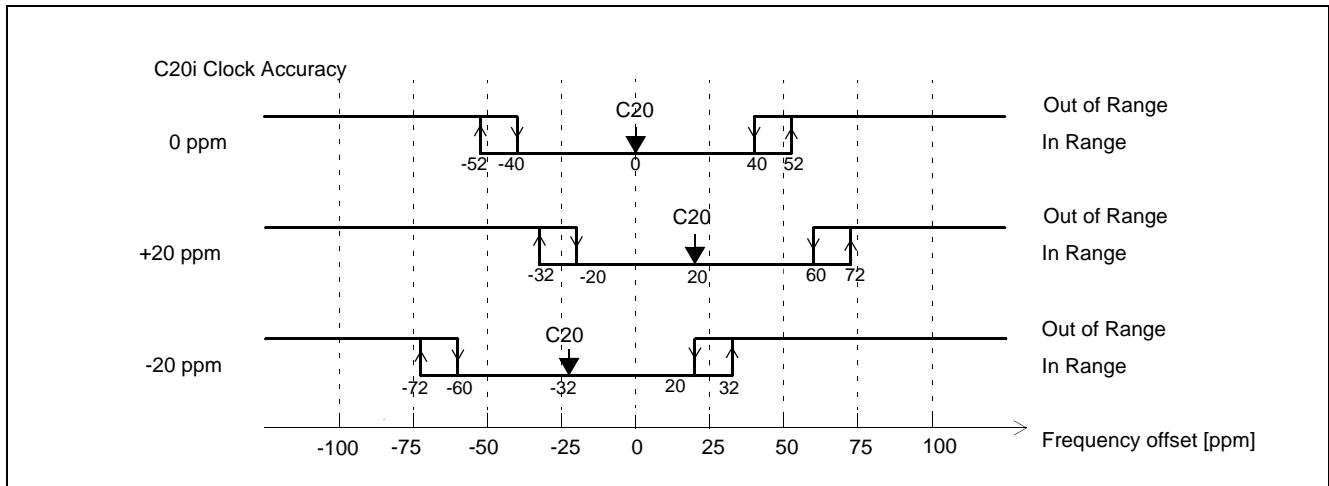 C20i Clock Accuracy
C20
Out of Range
0 ppm
In Range
-52 -40 0 40 52
C20
Out of Range
+20 ppm
In Range
-32 -20 20 60 72
C20
Out of Range
-20 ppm
In Range
-72 -60 -32 20 32
-100 -75 -50 -25 0 25 50 75 100
Frequency offset [ppm]